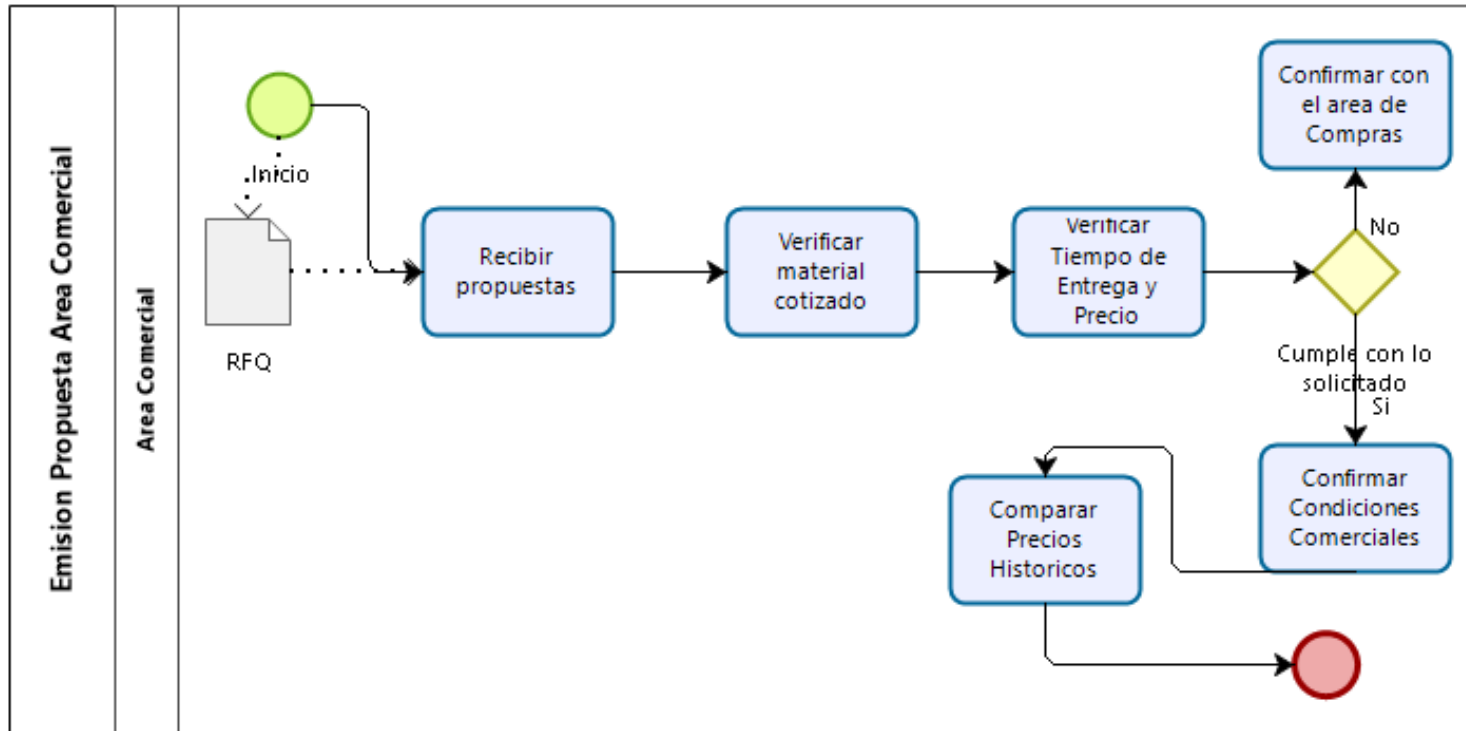 Emision Propuesta Area Comercial
Area Comercial
Inicio
RFQ
Recibir
propuestas
Verificar
material
cotizado
Verificar
Tiempo de
Entrega y
Precio
Confirmar con
el area de
Compras
No
Cumple con lo
solicitado
Si
Confirmar
Condiciones
Comerciales
Comparar
Precios
Historicos